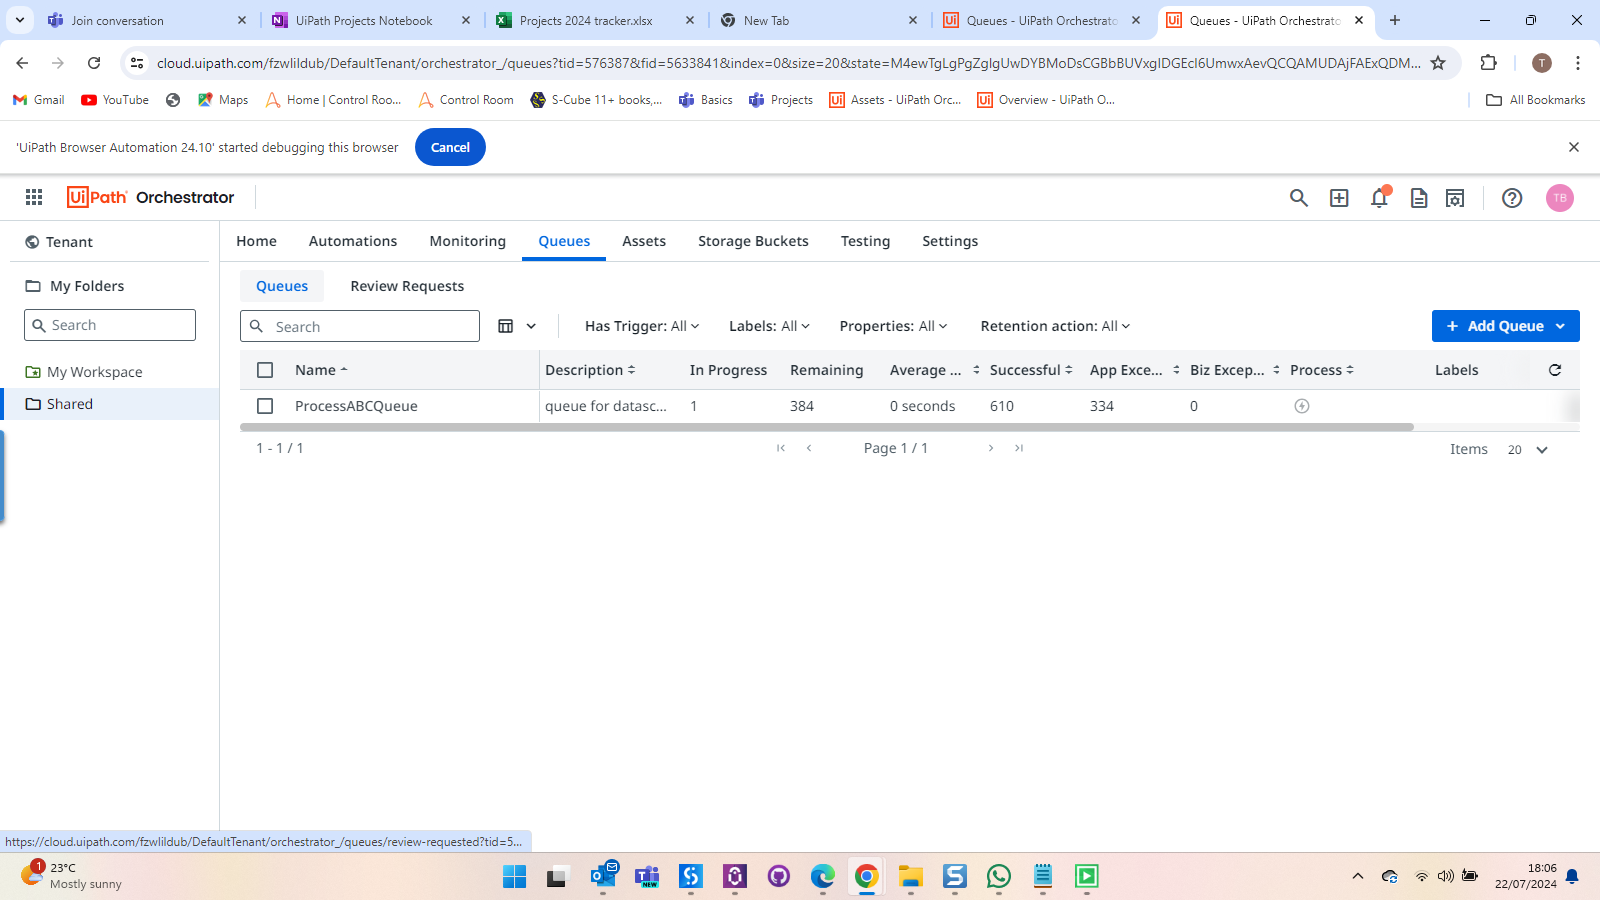 Join conversation
UiPath Projects Notebook
Projects 2024 tracker.xlsx
New Tab
Queues - UiPath Orchestrato
Queues - UiPath Orchestrato
cloud.uipath.com/fzwlildub/DefaultTenant/orchestrator_/queues?tid=576387&fid=5633841&index=0&size=20&state=M4ewTgLgPgZglgUwDYBMoDsCGBbBUVxgIDGEcl6UmwxAevQCQAMUDAjFAExQDM...
T
Gmail
YouTube
Maps
Home | Control Roo...
Control Room
S-Cube 11+ books,...
Basics
Projects
Assets - UiPath Orc...
Overview - UiPath O...
All Bookmarks
'UiPath Browser Automation 24.10' started debugging this browser
Cancel
UiPath Orchestrator
TB
Tenant
Home
Automations
Monitoring
Queues
Assets
Storage Buckets
Testing
Settings
My Folders
Search
My Workspace
Shared
Queues
Review Requests
Search
Has Trigger: All
Labels: All
Properties: All
Retention action: All
Add Queue
Name
Description
In Progress
Remaining
Average ...
Successful
App Exce...
Biz Excep...
Process
Labels
ProcessABCQueue
queue for datasc...
1
384
0 seconds
610
334
0
1 - 1 / 1
Page 1 / 1
Items
20
https://cloud.uipath.com/fzwlildub/DefaultTenant/orchestrator_/queues/review-requested?tid=5...
1
23°C
Mostly sunny
NEW
18:06
22/07/2024